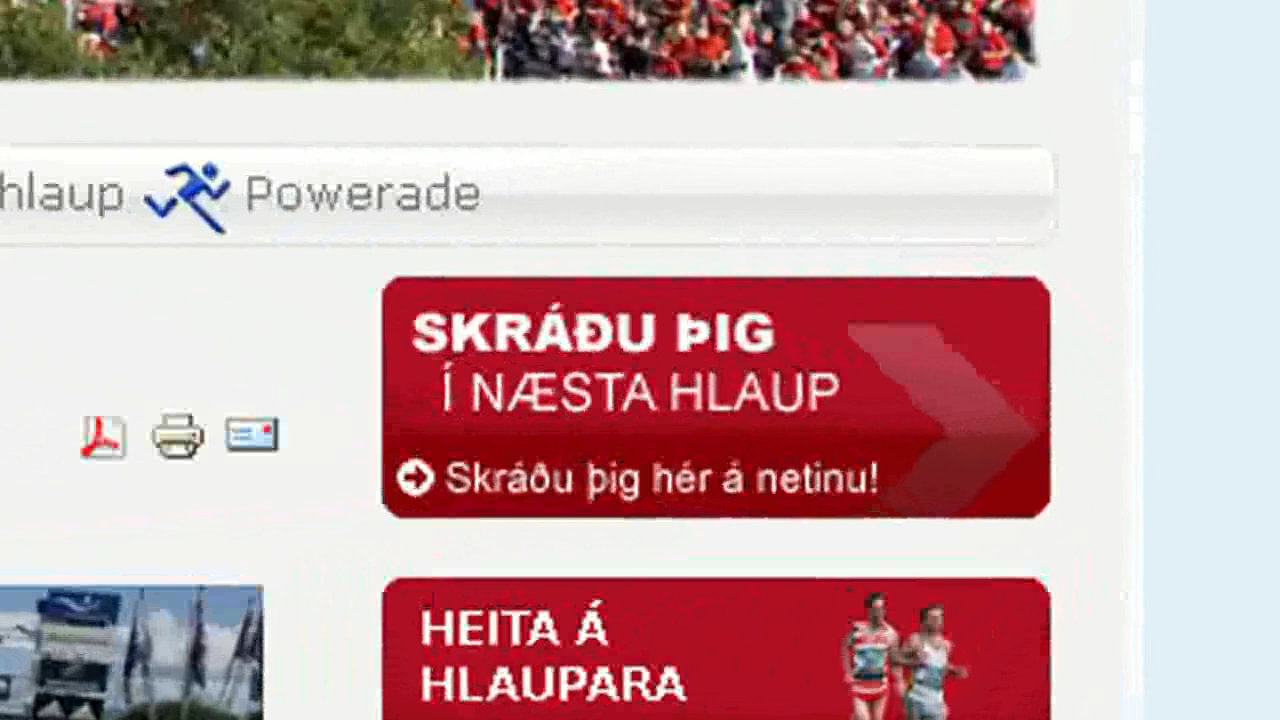 hlaup Powerade
SKRÁÐU ÞIG
Í NÆSTA HLAUP
Skráðu þig hér á netinu!
HEITA Á
HLAUPARA